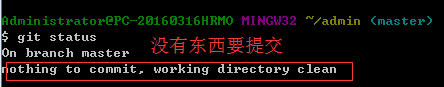 Administrator@PC-20160316HRMO MINGW32 ~/admin (master)
$ git status
没有东西要提交
On branch master
nothing to commit, working directory clean